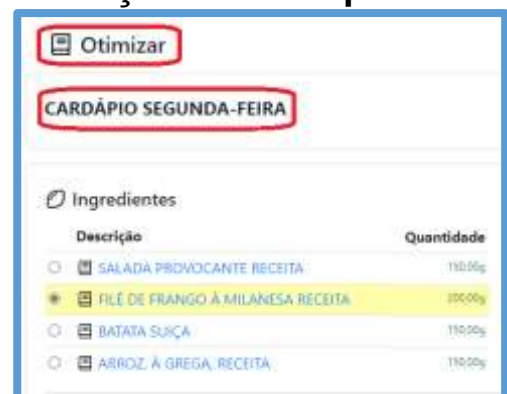 Otimizar
CARDÁPIO SEGUNDA-FEIRA
Ingredientes
Descrição Quantidade
SALADA PROVOCANTE RECEITA 150,00g
FILÉ DE FRANGO À MILANESA RECEITA 200,00g
BATATA SUIÇA 150,00g
ARROZ, À GREGA, RECEITA 150,00g